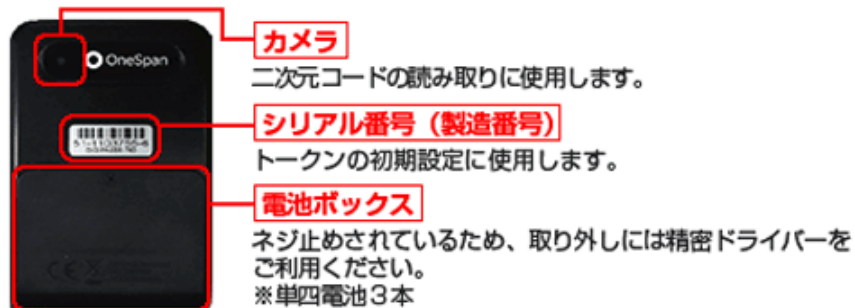 カメラ
OneSpan
二次元コードの読み取りに使用します。
シリアル番号（製造番号）
トークンの初期設定に使用します。
電池ボックス
ネジ止めされているため、取り外しには精密ドライバーを
ご利用ください。
※単四電池３本
CE